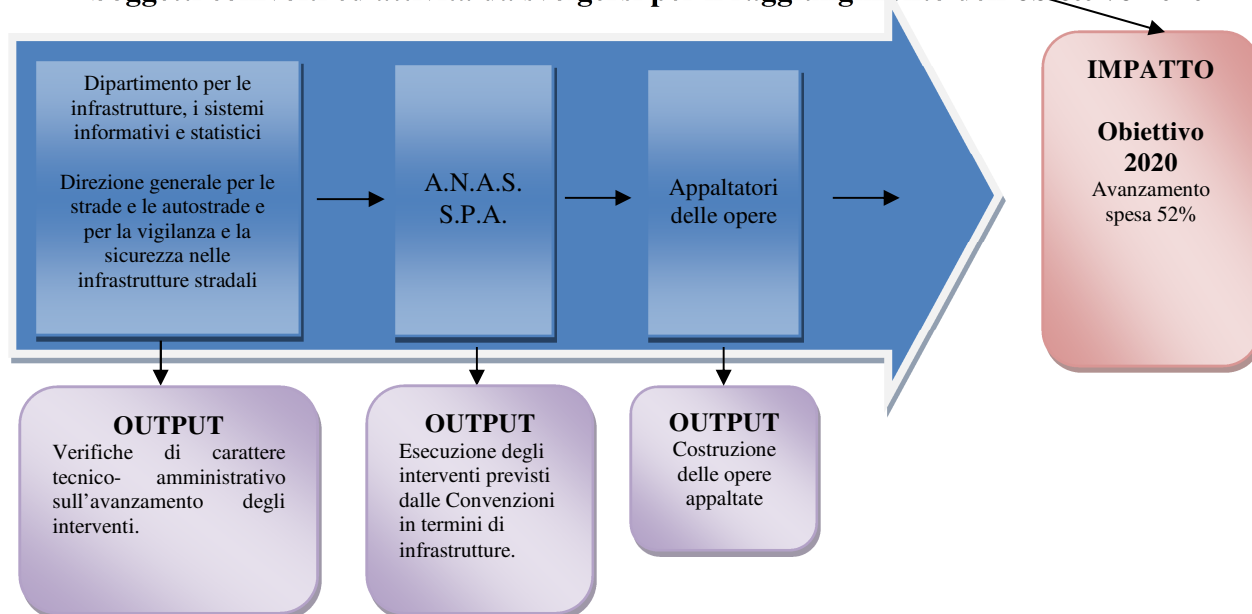 Dipartimento per le
infrastrutture, i sistemi
informativi e statistici
Direzione generale per le
strade e le autostrade e
per la vigilanza e la
sicurezza nelle
infrastrutture stradali
A.N.A.S.
S.P.A.
Appaltatori
delle opere
IMPATTO
Obiettivo
2020
Avanzamento
spesa 52%
OUTPUT
Verifiche di carattere
tecnico- amministrativo
sull’avanzamento degli
interventi.
OUTPUT
Esecuzione degli
interventi previsti
dalle Convenzioni
in termini di
infrastrutture.
OUTPUT
Costruzione
delle opere
appaltate